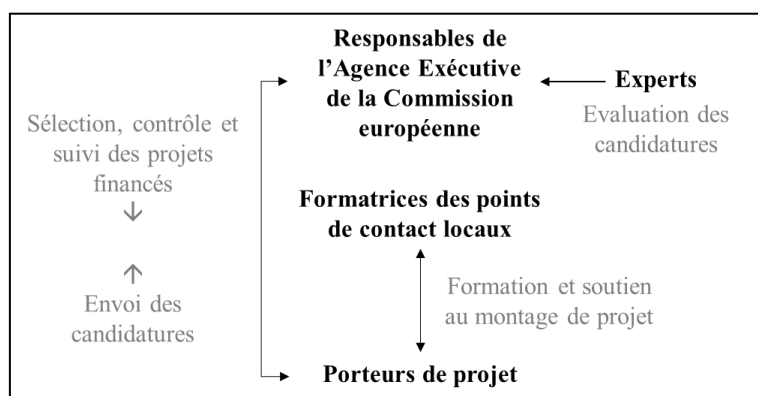 Responsables de
l’Agence Exécutive
de la Commission
européenne
Experts
Evaluation des
candidatures
Sélection, contrôle et
suivi des projets
financés
↓
Formatrices des points
de contact locaux
↑
Envoi des
candidatures
Formation et soutien
au montage de projet
Porteurs de projet